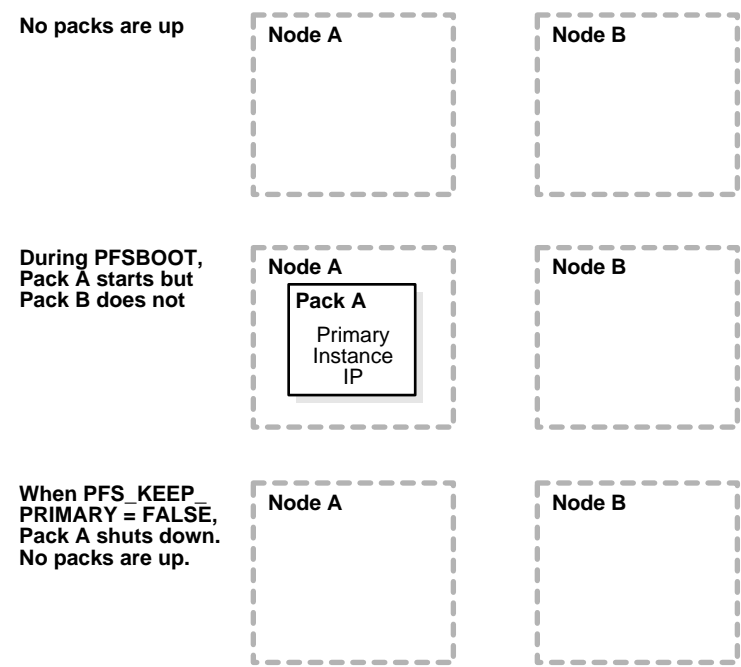 No packs are up
Node A
Node B
During PFSBOOT,
Pack A starts but
Pack B does not
Node A
Pack A
Primary
Instance
IP
Node B
When PFS_KEEP_
PRIMARY = FALSE,
Pack A shuts down.
No packs are up.
Node A
Node B